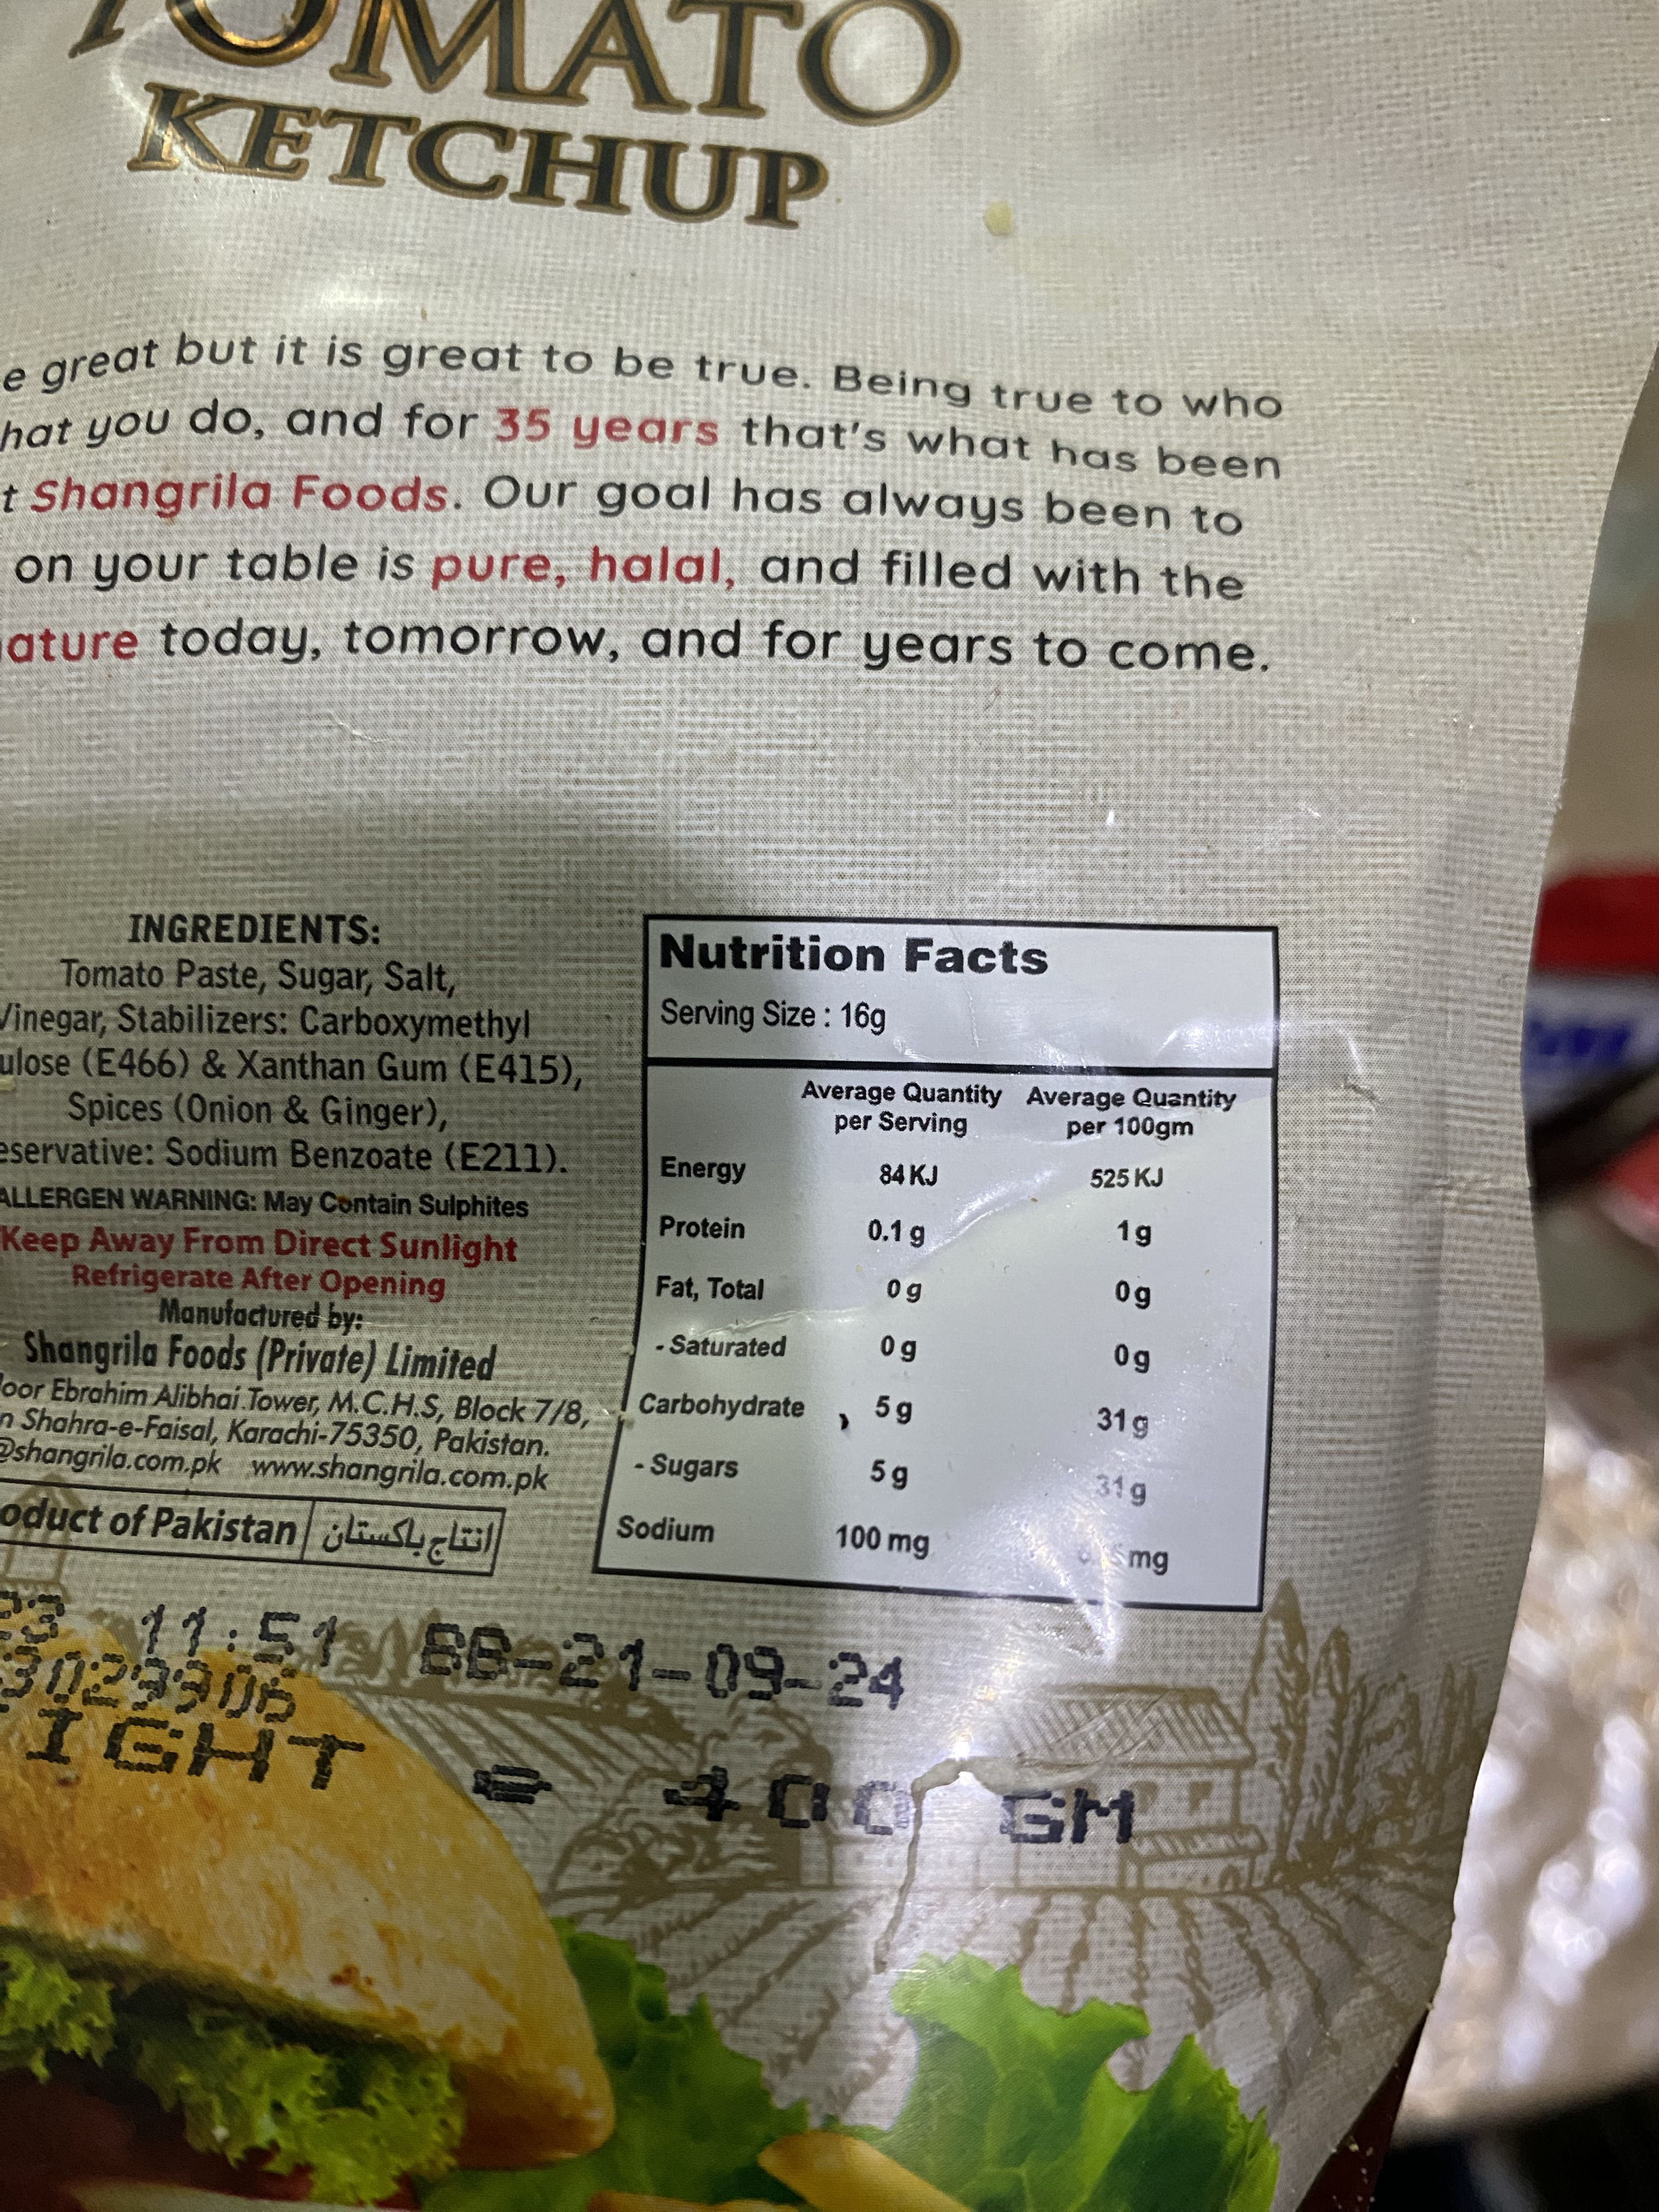 TOMATO
KETCHUP
e great but it is great to be true. Being true to who
hat you do, and for 35 years that's what has been
t Shangrila Foods. Our goal has always been to
on your table is pure, halal, and filled with the
ature today, tomorrow, and for years to come.
INGREDIENTS:
Tomato Paste, Sugar, Salt,
Vinegar, Stabilizers: Carboxymethyl
ulose (E466) & Xanthan Gum (E415),
Spices (Onion & Ginger),
eservative: Sodium Benzoate (E211).
ALLERGEN WARNING: May Contain Sulphites
Keep Away From Direct Sunlight
Refrigerate After Opening
Manufactured by:
Shangrila Foods (Private) Limited
loor Ebrahim Alibhai Tower, M.C.H.S, Block 7/8,
n Shahra-e-Faisal, Karachi-75350, Pakistan.
@shangrila.com.pk www.shangrila.com.pk
oduct of Pakistan انتاج باكستان
Nutrition Facts
Serving Size : 16g
Average Quantity per Serving Average Quantity per 100gm
Energy 84 KJ 525 KJ
Protein 0.1 g 1 g
Fat, Total 0 g 0 g
- Saturated 0 g 0 g
Carbohydrate 5 g 31 g
- Sugars 5 g 31 g
Sodium 100 mg mg
23 11:51 BB-21-09-24
3029906
IGHT = 400 GM